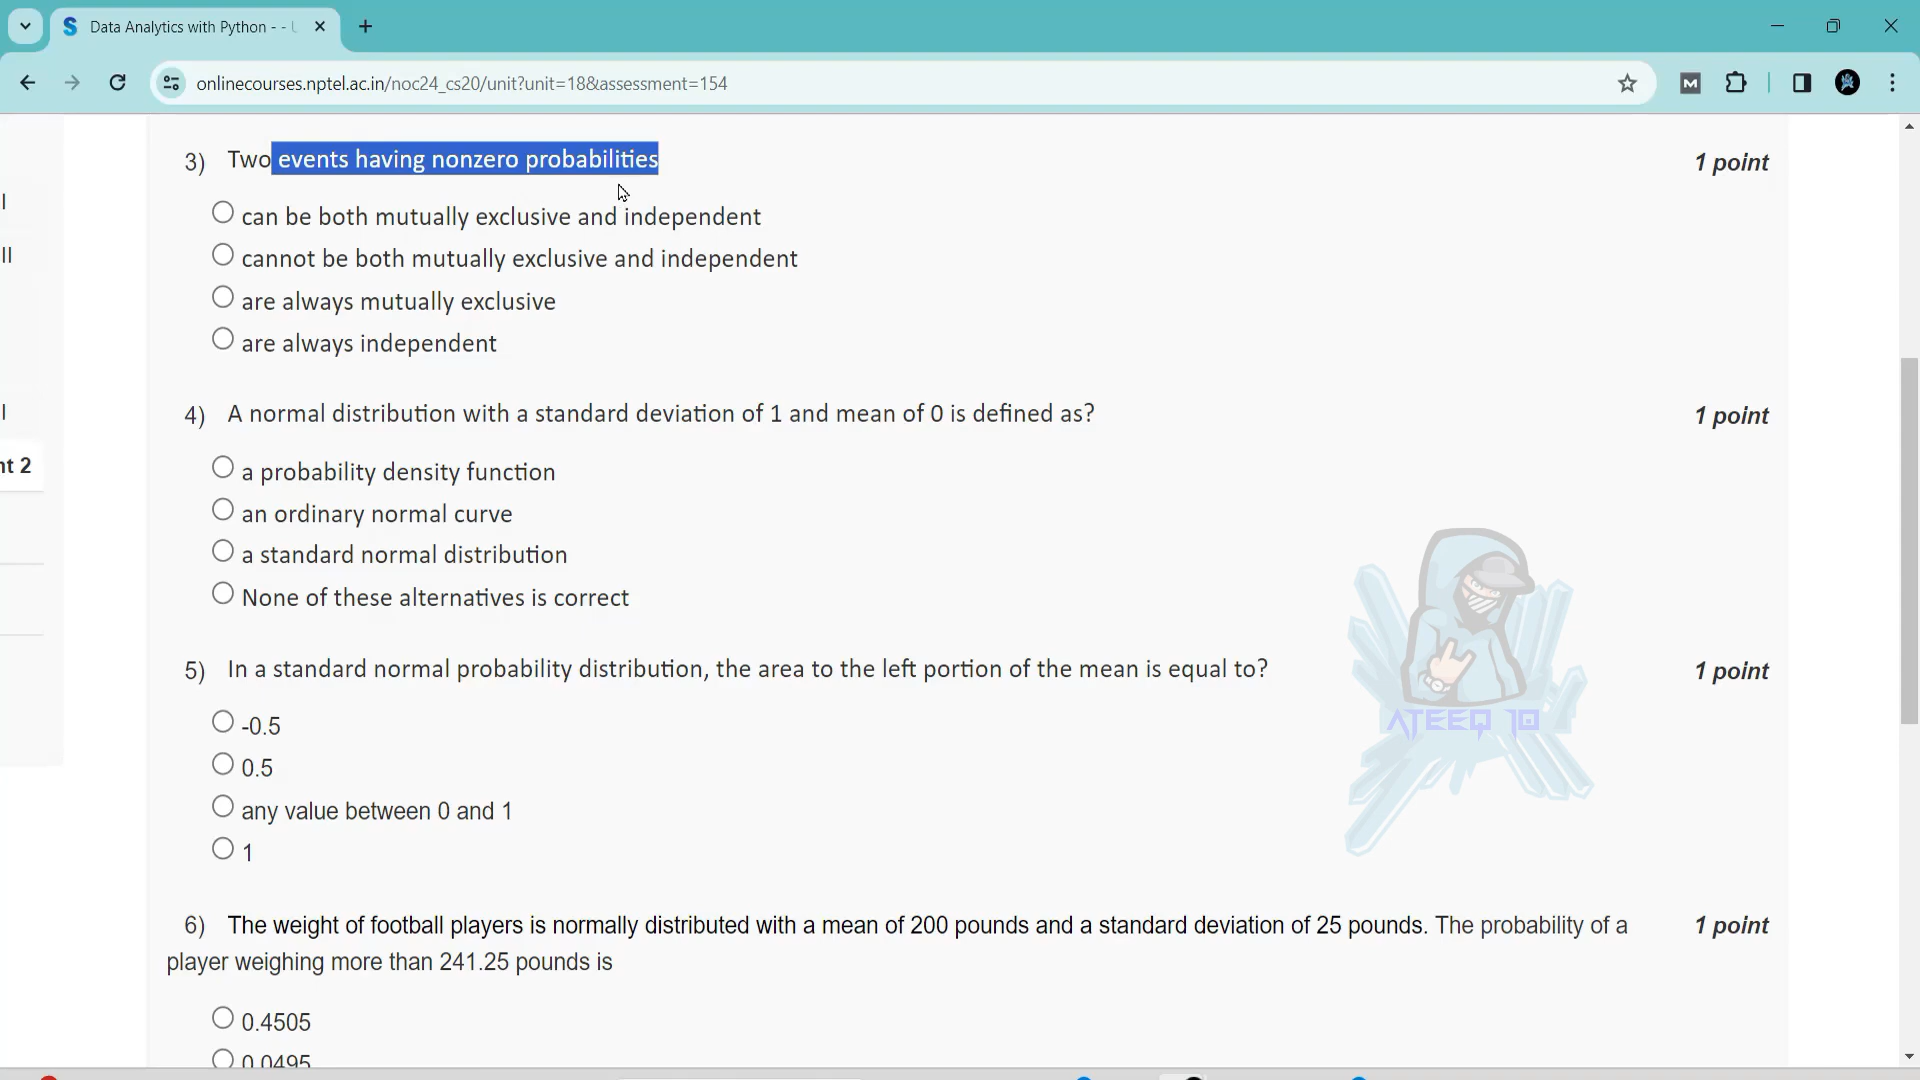 Data Analytics with Python - -
onlinecourses.nptel.ac.in/noc24_cs20/unit?unit=18&assessment=154
3) Two events having nonzero probabilities 1 point
can be both mutually exclusive and independent
cannot be both mutually exclusive and independent
are always mutually exclusive
are always independent
4) A normal distribution with a standard deviation of 1 and mean of 0 is defined as? 1 point
a probability density function
an ordinary normal curve
a standard normal distribution
None of these alternatives is correct
nt 2
5) In a standard normal probability distribution, the area to the left portion of the mean is equal to? 1 point
-0.5
0.5
any value between 0 and 1
1
ATEEQ 10
6) The weight of football players is normally distributed with a mean of 200 pounds and a standard deviation of 25 pounds. The probability of a 1 point
player weighing more than 241.25 pounds is
0.4505
0.0495